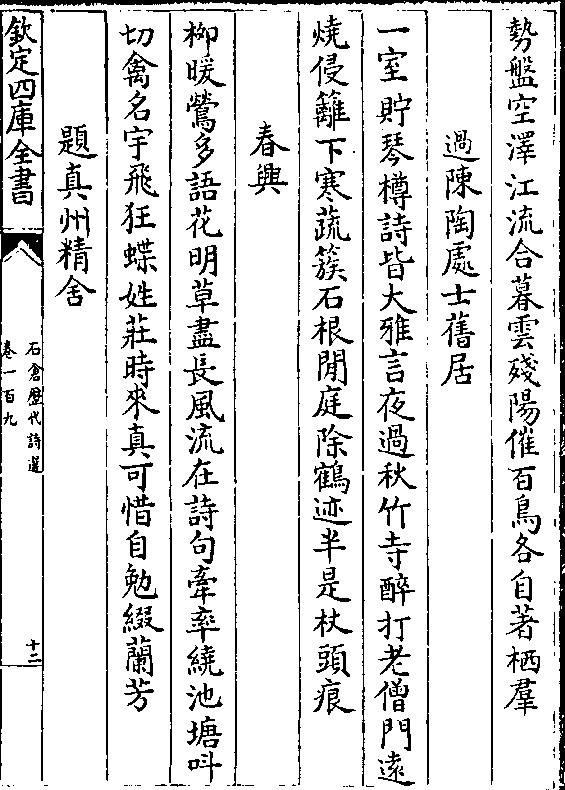 勢盤空澤江流合暮雲殘陽催百鳥各自著栖羣
過陳陶處士舊居
一室貯琴樽詩皆大雅言夜過秋竹寺醉打老僧門遠
燒侵籬下寒蔬簇石根閒庭除鶴迹半是杖頭痕
春興
柳暖鶯多語花明草盡長風流在詩句牽率繞池塘叫
切禽名宇飛狂蝶姓莊時來真可惜自勉綴蘭芳
題真州精舍
欽定四庫全書
石倉歷代詩選
卷一百九
十二